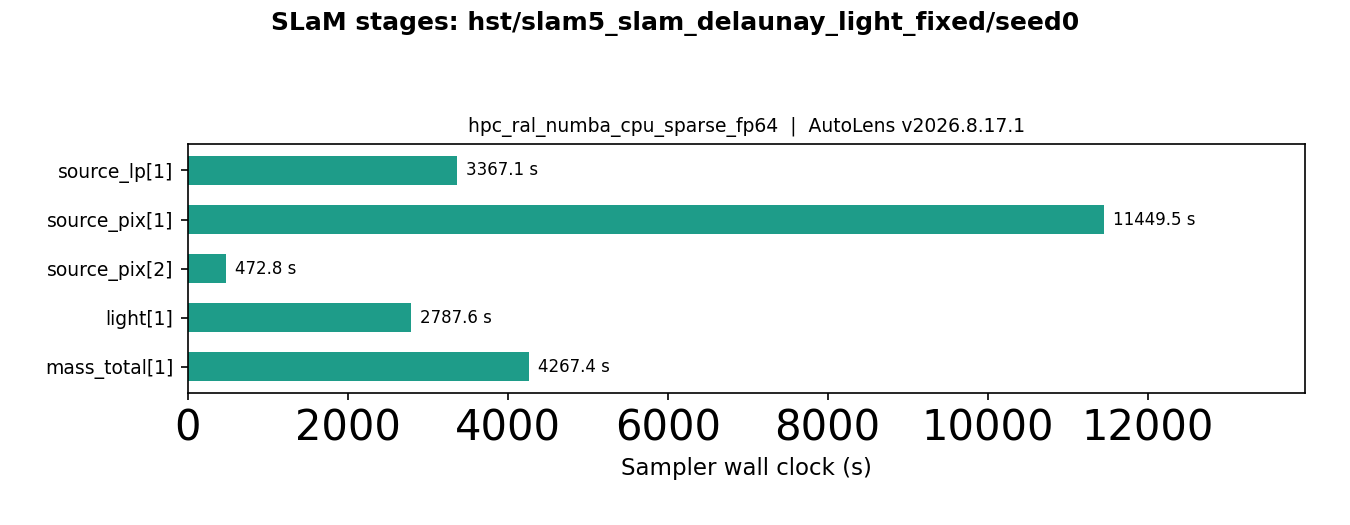 SLaM stages: hst/slam5_slam_delaunay_light_fixed/seed0
hpc_ral_numba_cpu_sparse_fp64 | AutoLens v2026.8.17.1
source_lp[1] 3367.1 s
source_pix[1] 11449.5 s
source_pix[2] 472.8 s
light[1] 2787.6 s
mass_total[1] 4267.4 s
0 2000 4000 6000 8000 10000 12000
Sampler wall clock (s)